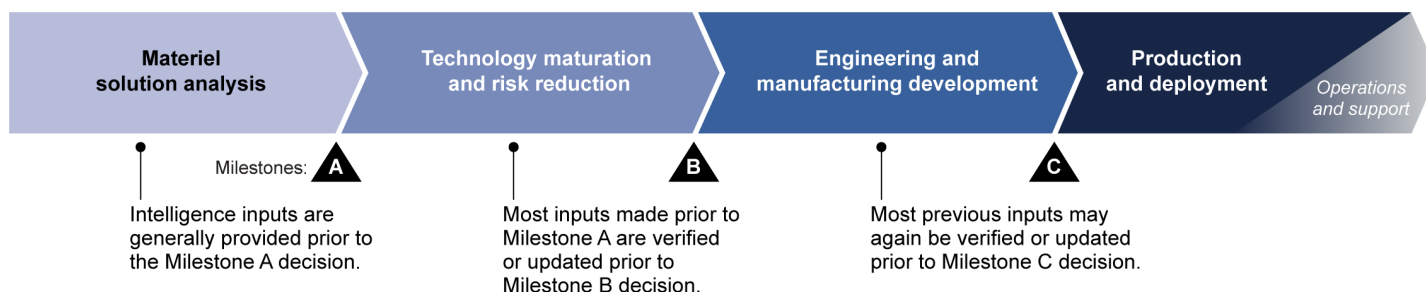 Materiel
solution analysis
Technology maturation
and risk reduction
Engineering and
manufacturing development
Production
and deployment
Operations
and support
Milestones:
A
B
C
Intelligence inputs are
generally provided prior to
the Milestone A decision.
Most inputs made prior to
Milestone A are verified
or updated prior to
Milestone B decision.
Most previous inputs may
again be verified or updated
prior to Milestone C decision.